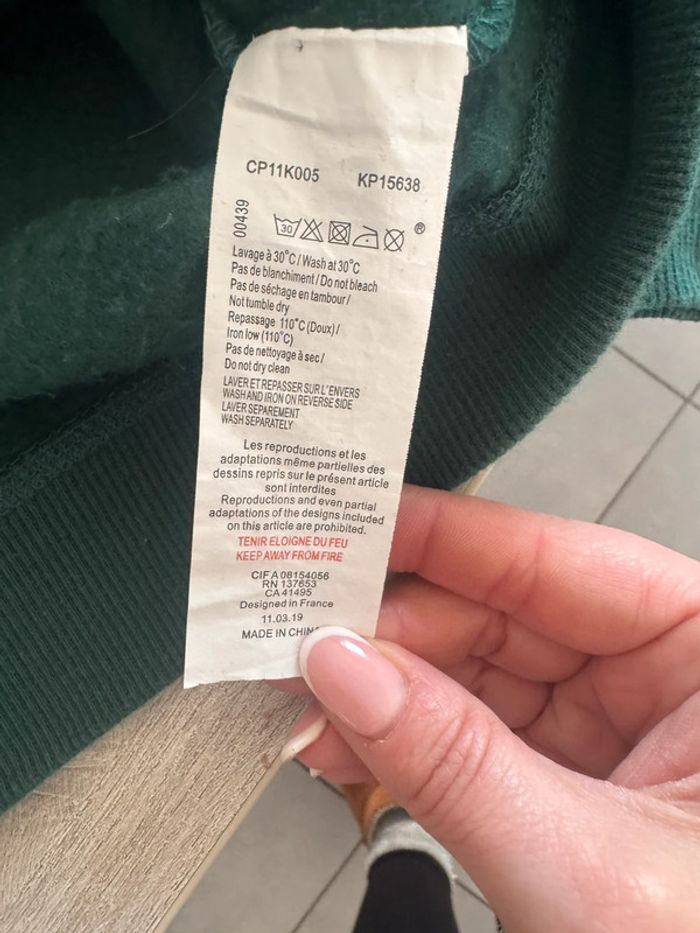 CP11K005 KP15638
00439
30
®
Lavage à 30°C / Wash at 30°C
Pas de blanchiment / Do not bleach
Pas de séchage en tambour /
Not tumble dry
Repassage 110°C (Doux) /
Iron low (110°C)
Pas de nettoyage à sec /
Do not dry clean
LAVER ET REPASSER SUR L'ENVERS
WASH AND IRON ON REVERSE SIDE
LAVER SEPAREMENT
WASH SEPARATELY
Les reproductions et les
adaptations même partielles des
dessins repris sur le présent article
sont interdites
Reproductions and even partial
adaptations of the designs included
on this article are prohibited.
TENIR ELOIGNE DU FEU
KEEP AWAY FROM FIRE
CIF A 08154056
RN 137653
CA 41495
Designed in France
11.03.19
MADE IN CHIN